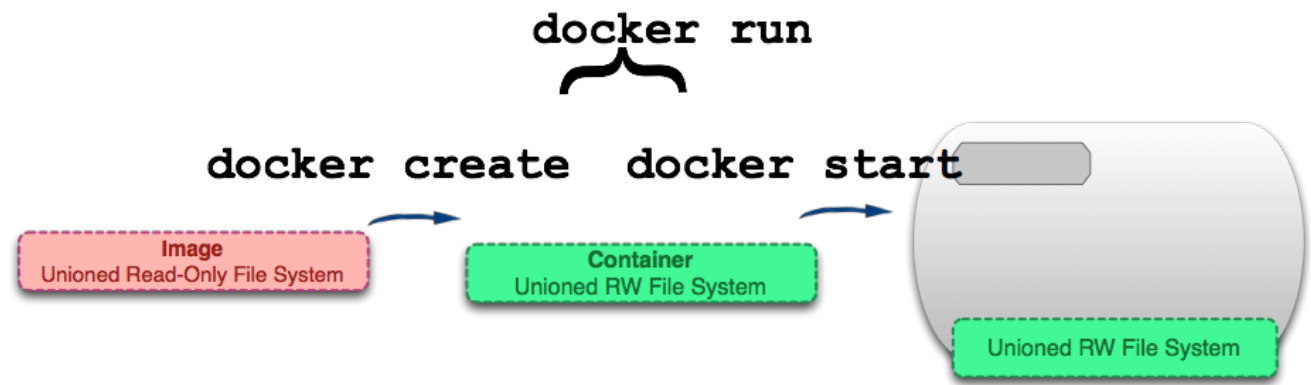 docker run
docker create docker start
Image
Unioned Read-Only File System
Container
Unioned RW File System
Unioned RW File System